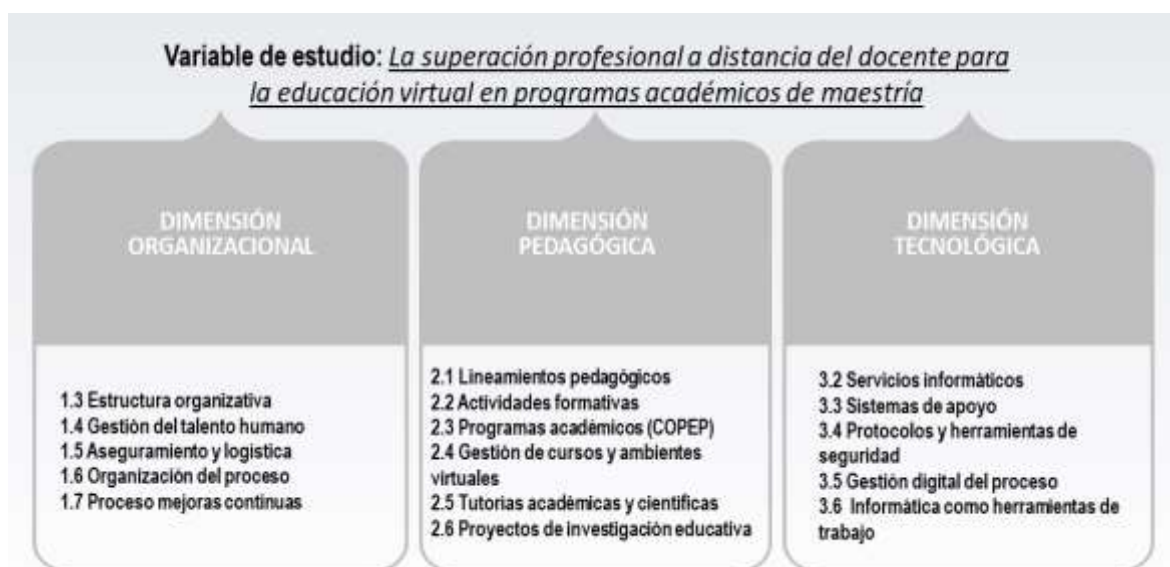 Variable de estudio: La superación profesional a distancia del docente para
la educación virtual en programas académicos de maestría
DIMENSIÓN
ORGANIZACIONAL
1.3 Estructura organizativa
1.4 Gestión del talento humano
1.5 Aseguramiento y logística
1.6 Organización del proceso
1.7 Proceso mejoras continuas
DIMENSIÓN
PEDAGÓGICA
2.1 Lineamientos pedagógicos
2.2 Actividades formativas
2.3 Programas académicos (COPEP)
2.4 Gestión de cursos y ambientes
virtuales
2.5 Tutorias académicas y científicas
2.6 Proyectos de investigación educativa
DIMENSIÓN
TECNOLÓGICA
3.2 Servicios informáticos
3.3 Sistemas de apoyo
3.4 Protocolos y herramientas de
seguridad
3.5 Gestión digital del proceso
3.6 Informática como herramientas de
trabajo